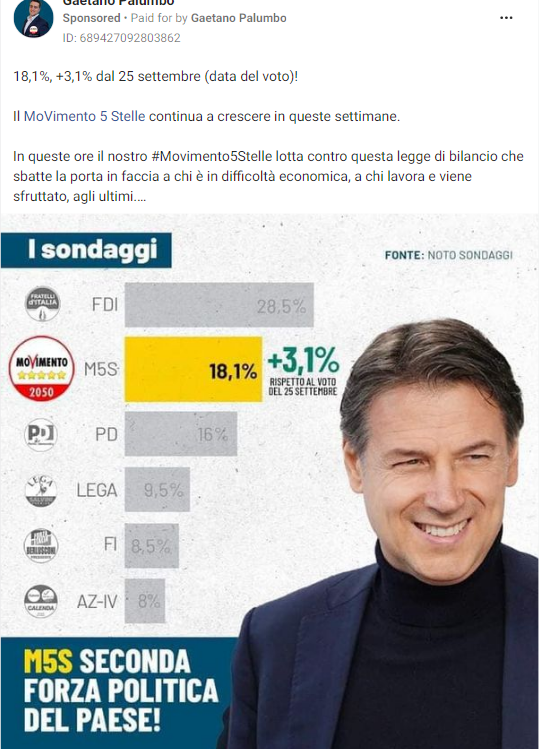 Gaetano Palumbo
Sponsored • Paid for by Gaetano Palumbo
ID: 689427092803862
18,1%, +3,1% dal 25 settembre (data del voto)!
Il MoVimento 5 Stelle continua a crescere in queste settimane.
In queste ore il nostro #Movimento5Stelle lotta contro questa legge di bilancio che
sbatte la porta in faccia a chi è in difficoltà economica, a chi lavora e viene
sfruttato, agli ultimi....
I sondaggi
FONTE: NOTO SONDAGGI
FRATELLI
d'ITALIA
FDI
28,5%
MOVIMENTO
2050
M5S
18,1%
+3,1%
RISPETTO AL VOTO
DEL 25 SETTEMBRE
PD
PD
16%
LEGA
LEGA
9,5%
BERLUSCONI
FI
8,5%
CALENDA
AZ-IV
8%
M5S SECONDA
FORZA POLITICA
DEL PAESE!